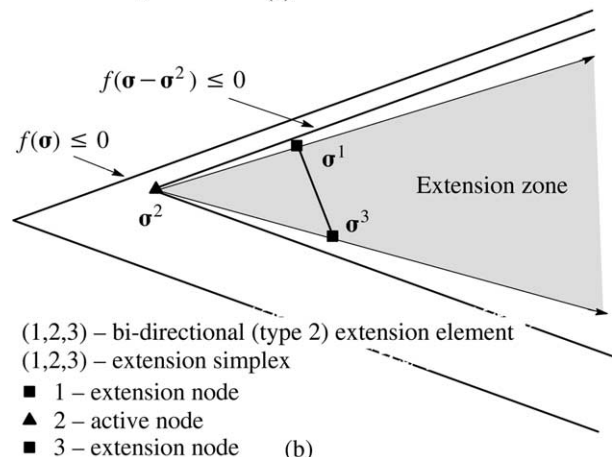 f(σ − σ²) ≤ 0
f(σ) ≤ 0
σ¹
Extension zone
σ²
σ³
(1,2,3) – bi-directional (type 2) extension element
(1,2,3) – extension simplex
■ 1 – extension node
▲ 2 – active node
■ 3 – extension node (b)